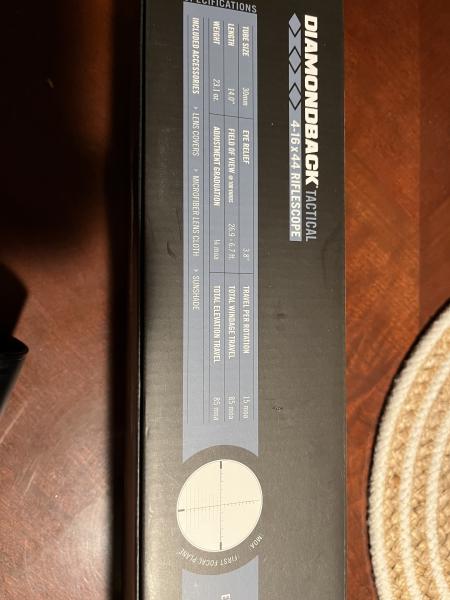 DIAMONDBACK TACTICAL
4-16x44 RIFLESCOPE
SPECIFICATIONS
TUBE SIZE 30mm EYE RELIEF 3.8" TRAVEL PER ROTATION 15 moa
LENGTH 14.0" FIELD OF VIEW @ 100 YARDS 26.9 - 6.7 ft. TOTAL WINDAGE TRAVEL 85 moa
WEIGHT 23.1 oz. ADJUSTMENT GRADUATION ¼ moa TOTAL ELEVATION TRAVEL 85 moa
INCLUDED ACCESSORIES > LENS COVERS > MICROFIBER LENS CLOTH > SUNSHADE
MOA · FIRST FOCAL PLANE